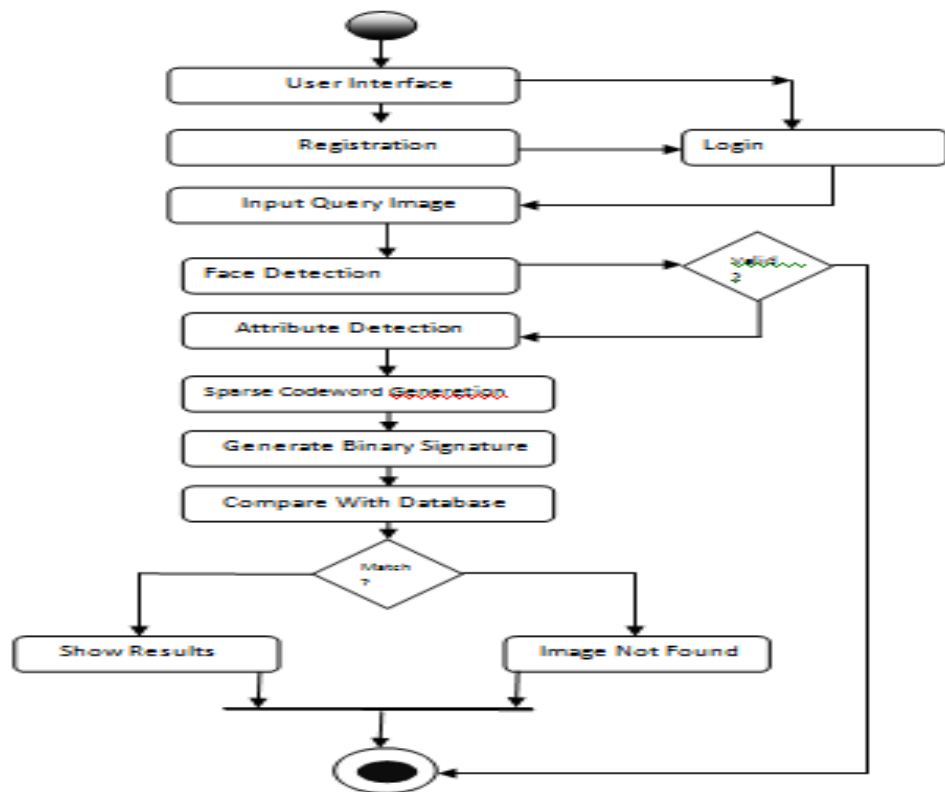 User Interface
Registration
Login
Input Query Image
Face Detection
Valid
?
Attribute Detection
Sparse Codeword Generetion
Generate Binary Signature
Compare With Database
Match
?
Show Results
Image Not Found